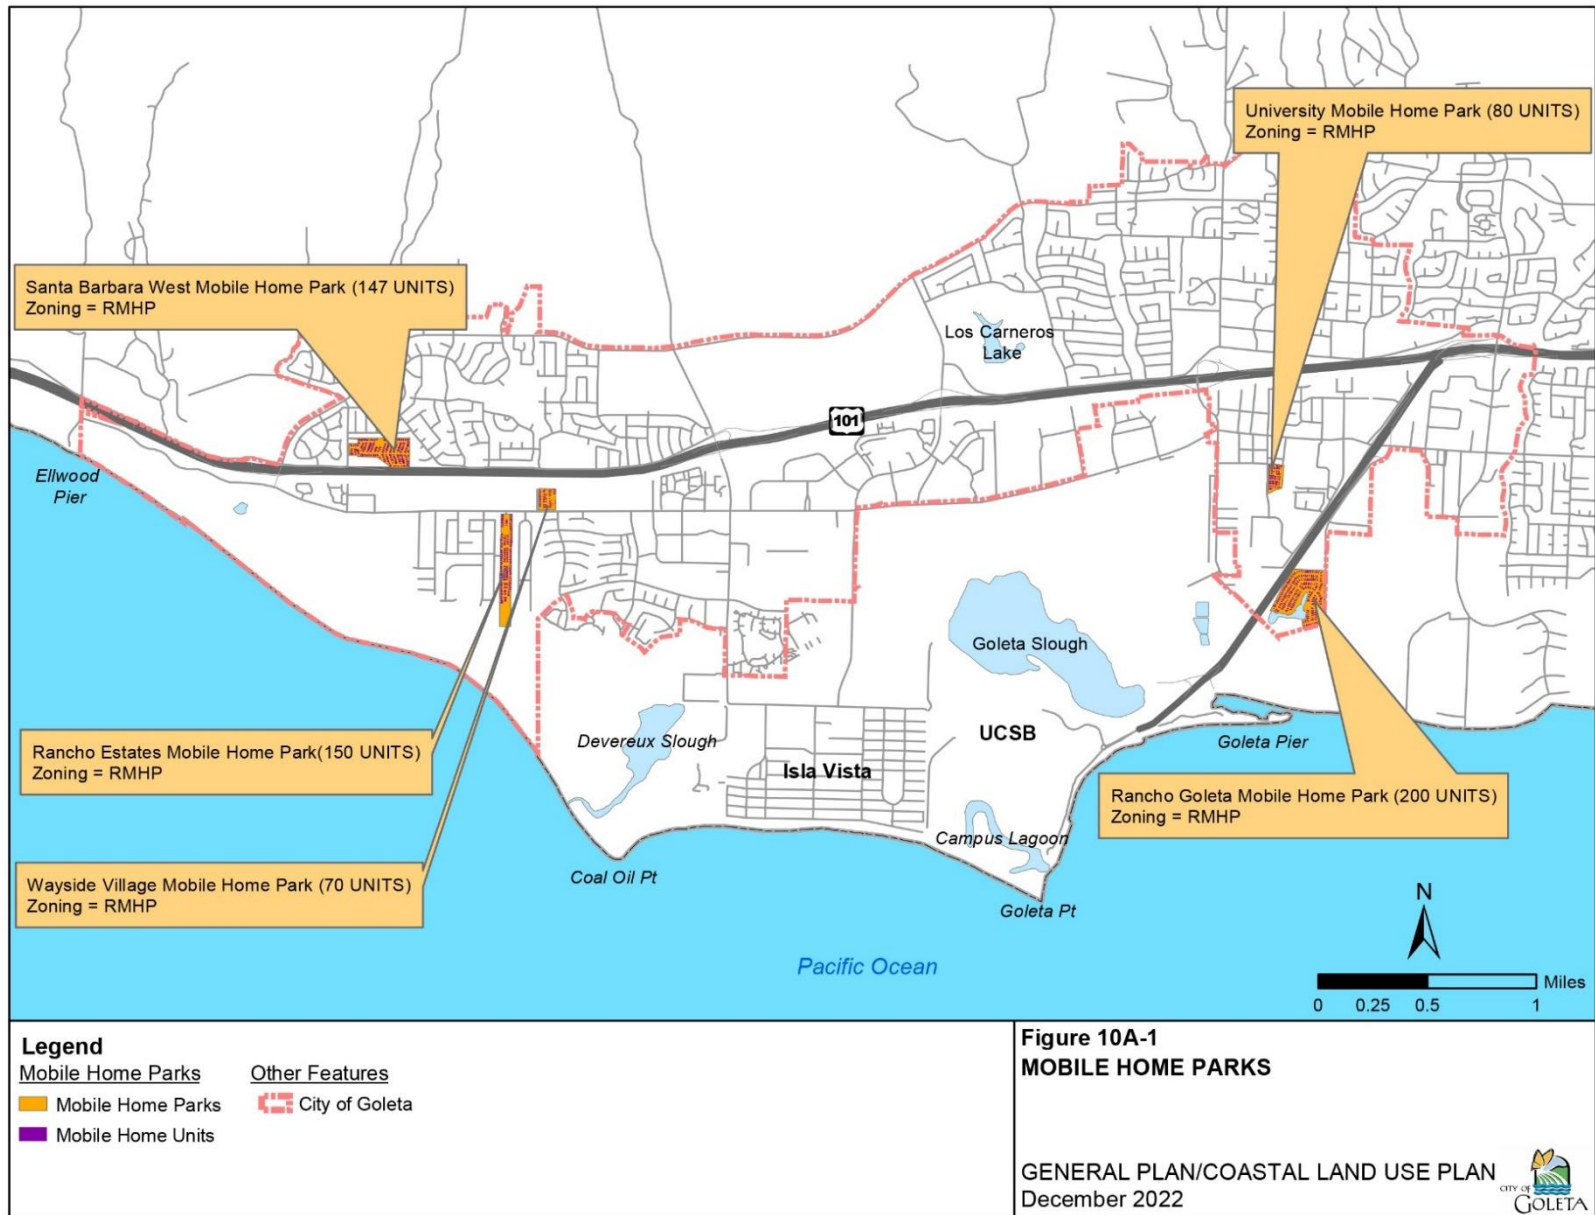 University Mobile Home Park (80 UNITS)
Zoning = RMHP
Santa Barbara West Mobile Home Park (147 UNITS)
Zoning = RMHP
Los Carneros
Lake
101
Ellwood
Pier
Goleta Slough
Rancho Estates Mobile Home Park(150 UNITS)
Zoning = RMHP
Devereux Slough
UCSB
Goleta Pier
Isla Vista
Rancho Goleta Mobile Home Park (200 UNITS)
Zoning = RMHP
Campus Lagoon
Wayside Village Mobile Home Park (70 UNITS)
Zoning = RMHP
Coal Oil Pt
Goleta Pt
N
Pacific Ocean
Miles
0 0.25 0.5 1
Legend
Mobile Home Parks
Mobile Home Parks
Mobile Home Units
Other Features
City of Goleta
Figure 10A-1
MOBILE HOME PARKS
GENERAL PLAN/COASTAL LAND USE PLAN
December 2022
CITY OF
GOLETA